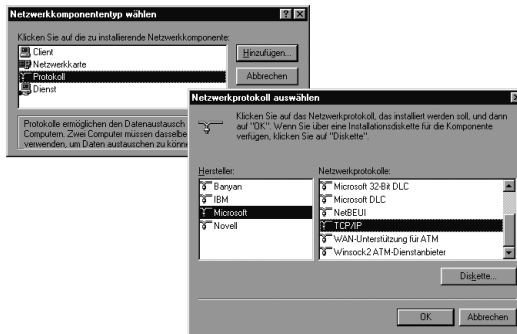 Netzwerkkomponententyp wählen
Klicken Sie auf die zu installierende Netzwerkkomponente:
Client
Netzwerkkarte
Protokoll
Dienst
Hinzufügen...
Abbrechen
Protokolle ermöglichen den Datenaustausch
Computern. Zwei Computer müssen dasselbe
verwenden, um Daten austauschen zu könne
Netzwerkprotokoll auswählen
Klicken Sie auf das Netzwerkprotokoll, das installiert werden soll, und dann
auf "OK". Wenn Sie über eine Installationsdiskette für die Komponente
verfügen, klicken Sie auf "Diskette".
Hersteller:
Banyan
IBM
Microsoft
Novell
Netzwerkprotokolle:
Microsoft 32-Bit DLC
Microsoft DLC
NetBEUI
TCP/IP
WAN-Unterstützung für ATM
Winsock2 ATM-Dienstanbieter
Diskette...
OK
Abbrechen